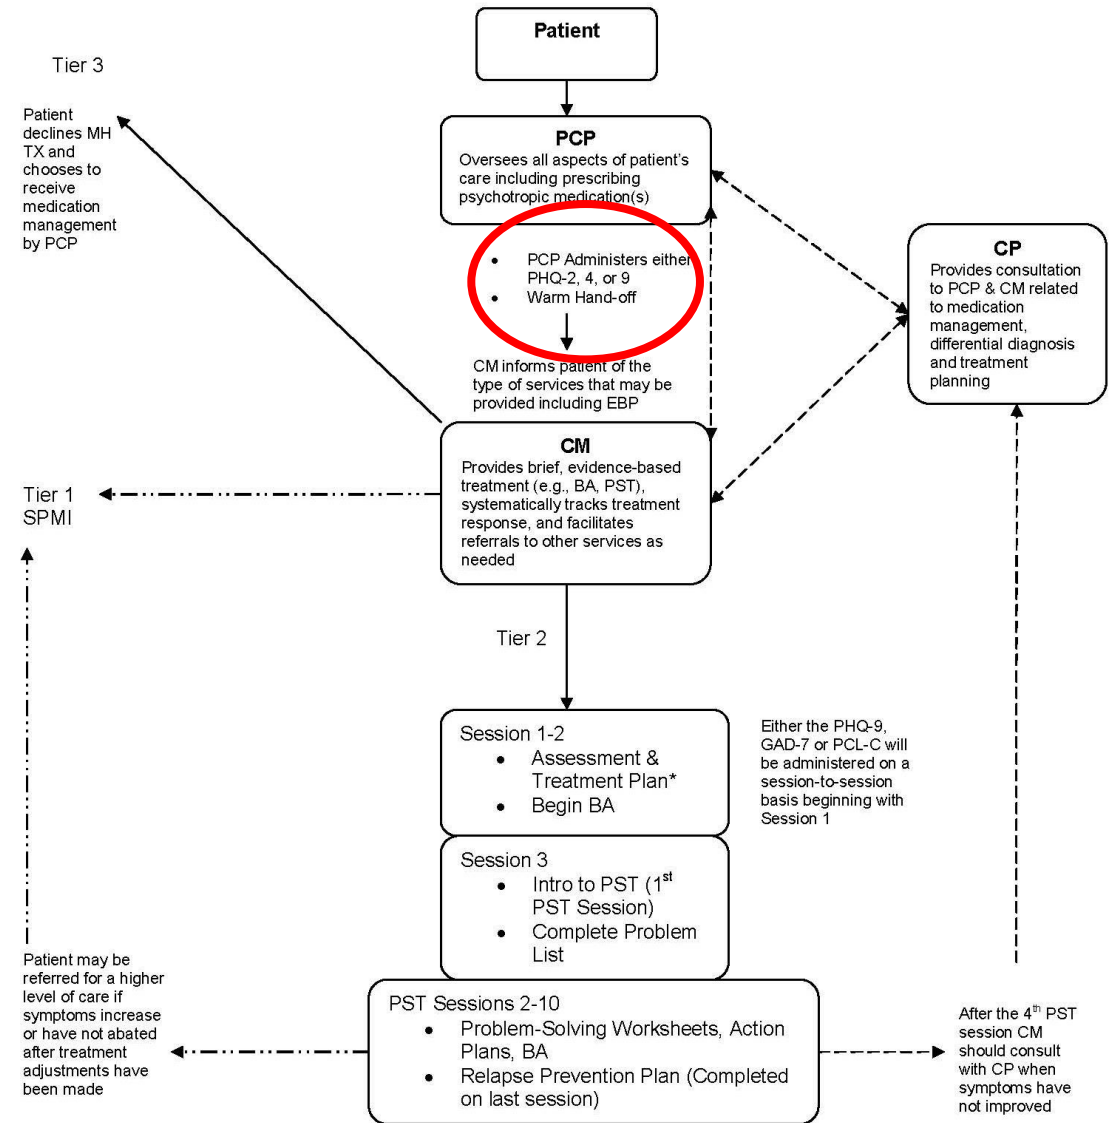 Patient
Tier 3
Patient
declines MH
TX and
chooses to
receive
medication
management
by PCP
PCP
Oversees all aspects of patient's
care including prescribing
psychotropic medication(s)
• PCP Administers either
PHQ-2, 4, or 9
• Warm Hand-off
CM informs patient of the
type of services that may be
provided including EBP
CP
Provides consultation
to PCP & CM related
to medication
management,
differential diagnosis
and treatment
planning
CM
Provides brief, evidence-based
treatment (e.g., BA, PST),
systematically tracks treatment
response, and facilitates
referrals to other services as
needed
Tier 1
SPMI
Tier 2
Session 1-2
• Assessment &
Treatment Plan*
• Begin BA
Either the PHQ-9,
GAD-7 or PCL-C will
be administered on a
session-to-session
basis beginning with
Session 1
Session 3
• Intro to PST (1st
PST Session)
• Complete Problem
List
Patient may be
referred for a higher
level of care if
symptoms increase
or have not abated
after treatment
adjustments have
been made
PST Sessions 2-10
• Problem-Solving Worksheets, Action
Plans, BA
• Relapse Prevention Plan (Completed
on last session)
After the 4th PST
session CM
should consult
with CP when
symptoms have
not improved